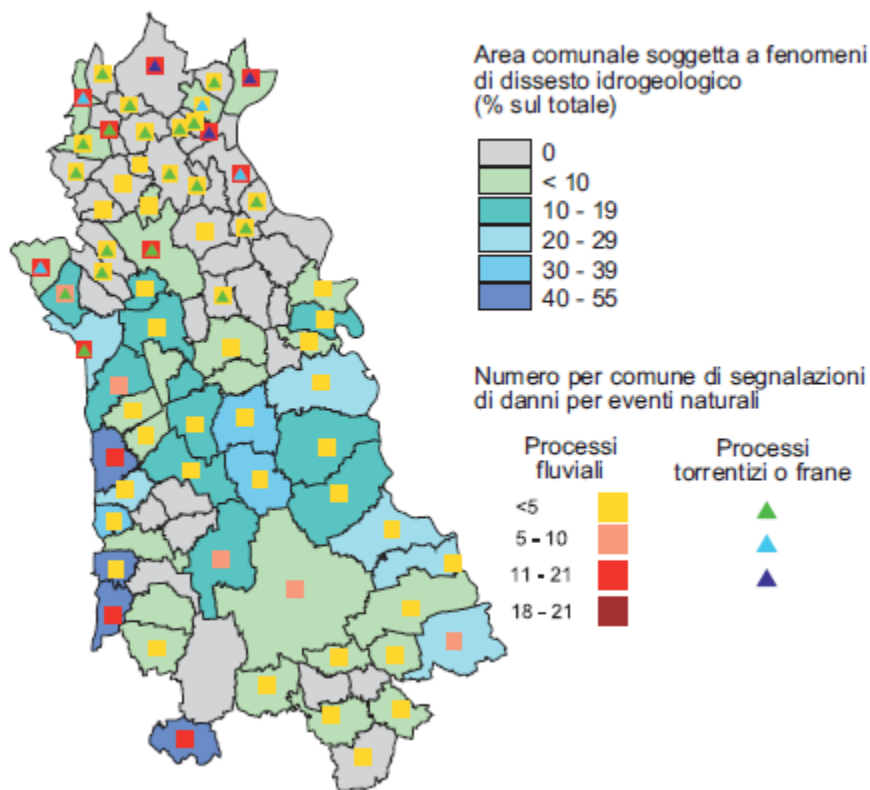 Area comunale soggetta a fenomeni
di dissesto idrogeologico
(% sul totale)
0
< 10
10 - 19
20 - 29
30 - 39
40 - 55
Numero per comune di segnalazioni
di danni per eventi naturali
Processi
fluviali
Processi
torrentizi o frane
<5
5 - 10
11 - 21
18 - 21